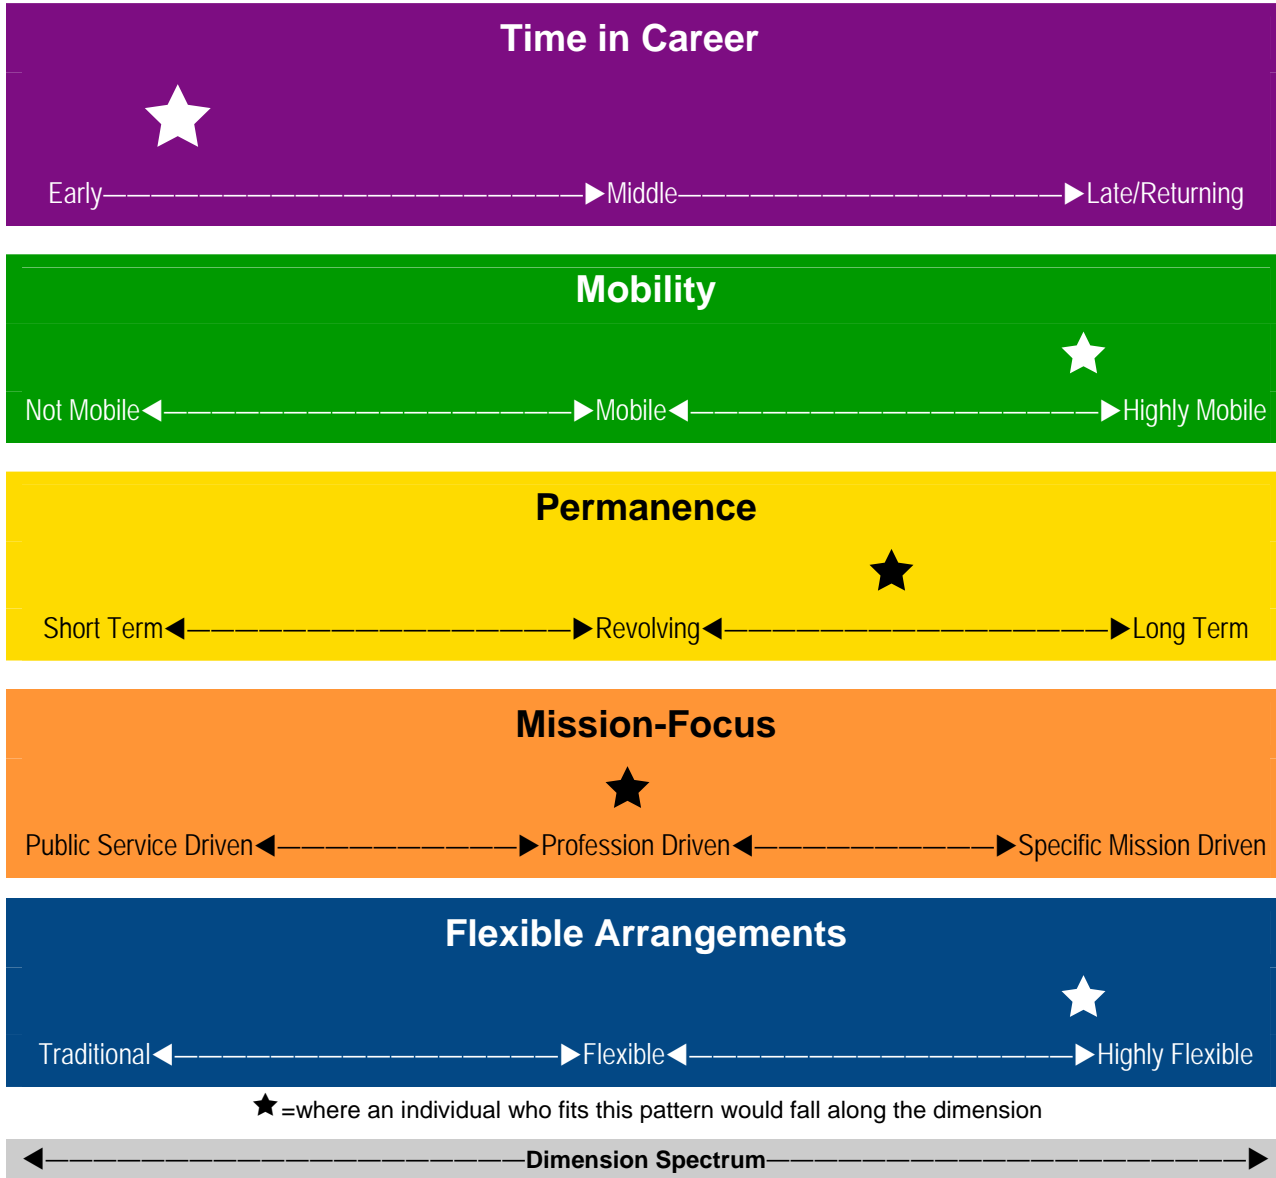 Time in Career
Early————————————————————▶Middle————————————————▶Late/Returning
Mobility
Not Mobile◀—————————————————▶Mobile◀—————————————————▶Highly Mobile
Permanence
Short Term◀————————————————▶Revolving◀————————————————▶Long Term
Mission-Focus
Public Service Driven◀——————————▶Profession Driven◀——————————▶Specific Mission Driven
Flexible Arrangements
Traditional◀————————————————▶Flexible◀————————————————▶Highly Flexible
★=where an individual who fits this pattern would fall along the dimension
◀————————————————————Dimension Spectrum————————————————————▶